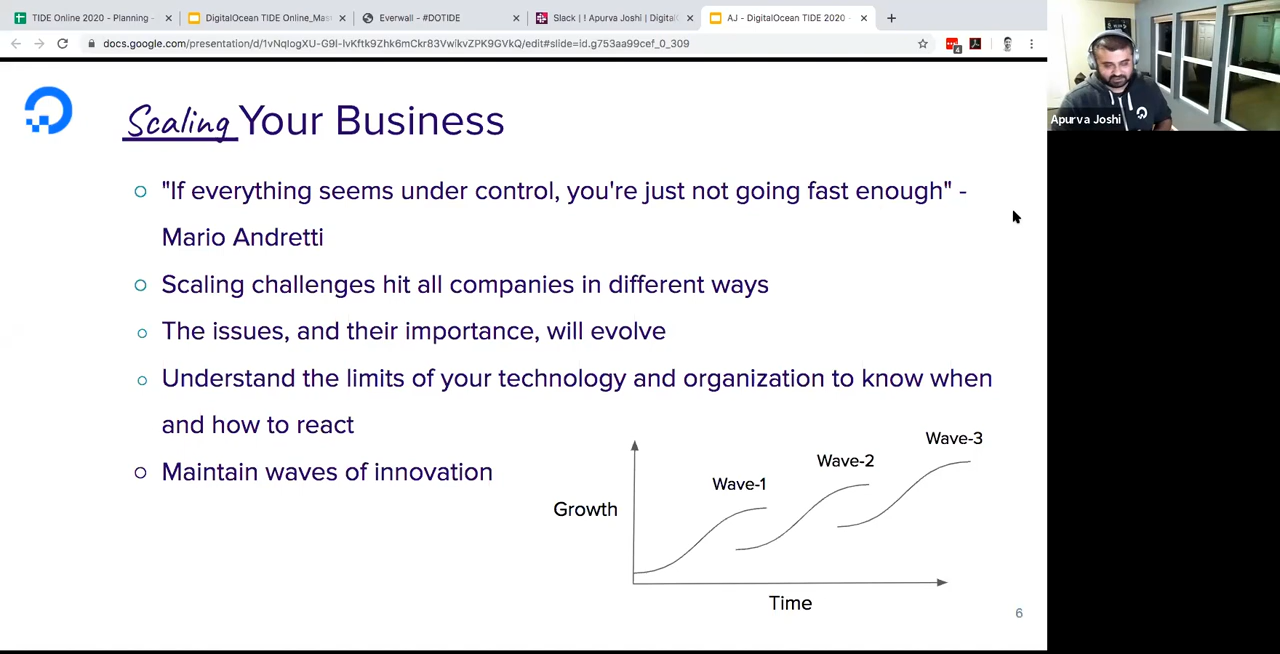 TIDE Online 2020 - Planning -
DigitalOcean TIDE Online_Mas
Everwall - #DOTIDE
Slack | ! Apurva Joshi | Digital
AJ - DigitalOcean TIDE 2020 -
docs.google.com/presentation/d/1vNqIogXU-G9I-IvKftk9Zhk6mCkr83VwikvZPK9GVkQ/edit#slide=id.g753aa99cef_0_309
4
Apurva Joshi
Scaling Your Business
"If everything seems under control, you're just not going fast enough" -
Mario Andretti
Scaling challenges hit all companies in different ways
The issues, and their importance, will evolve
Understand the limits of your technology and organization to know when
and how to react
Maintain waves of innovation
Wave-3
Wave-2
Wave-1
Growth
Time
6